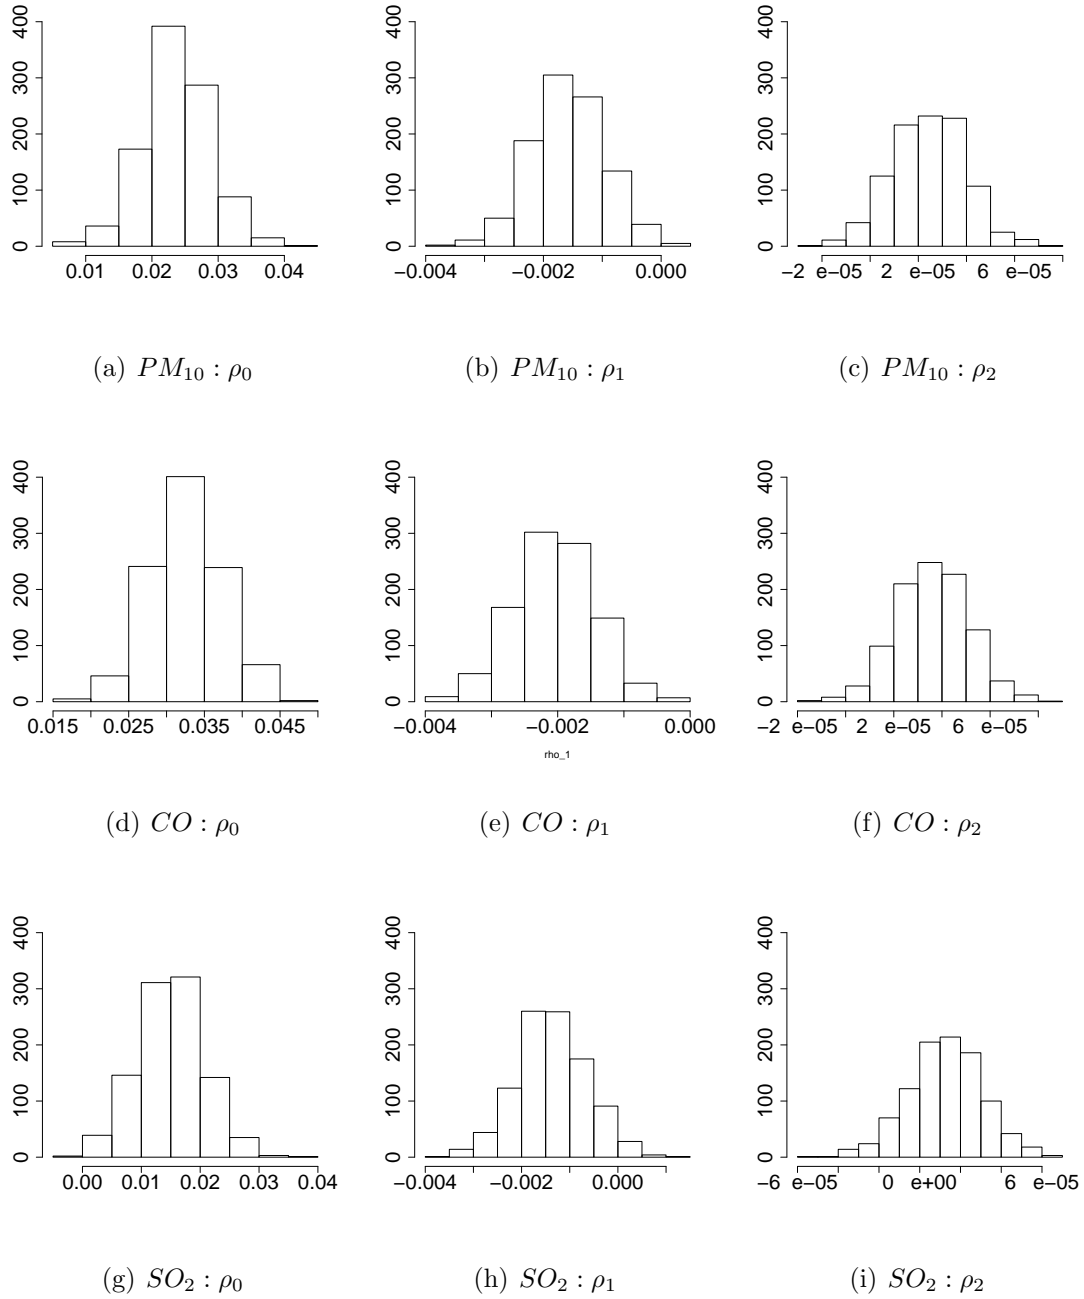 0 100 200 300 400
0 100 200 300 400
0 100 200 300 400
0.01 0.02 0.03 0.04
−0.004 −0.002 0.000
−2 e−05 2 e−05 6 e−05
(a) PM₁₀ : ρ₀
(b) PM₁₀ : ρ₁
(c) PM₁₀ : ρ₂
0 100 200 300 400
0 100 200 300 400
0 100 200 300 400
0.015 0.025 0.035 0.045
−0.004 −0.002 0.000
−2 e−05 2 e−05 6 e−05
rho_1
(d) CO : ρ₀
(e) CO : ρ₁
(f) CO : ρ₂
0 100 200 300 400
0 100 200 300 400
0 100 200 300 400
0.00 0.01 0.02 0.03 0.04
−0.004 −0.002 0.000
−6 e−05 0 e+00 6 e−05
(g) SO₂ : ρ₀
(h) SO₂ : ρ₁
(i) SO₂ : ρ₂